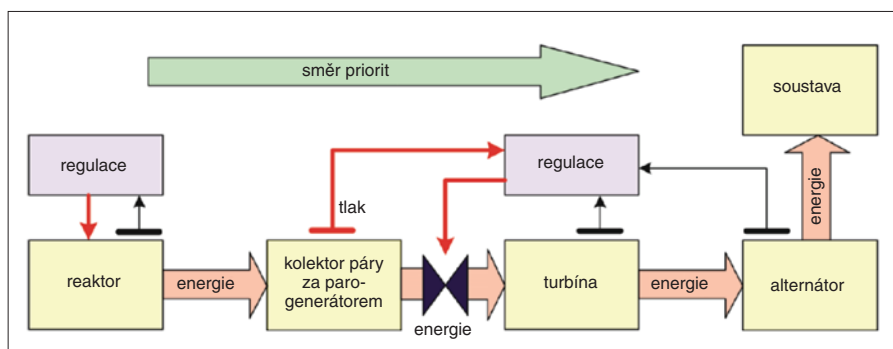 směr priorit
soustava
regulace
regulace
tlak
energie
reaktor
energie
kolektor páry
za paro-
generátorem
energie
turbína
energie
alternátor